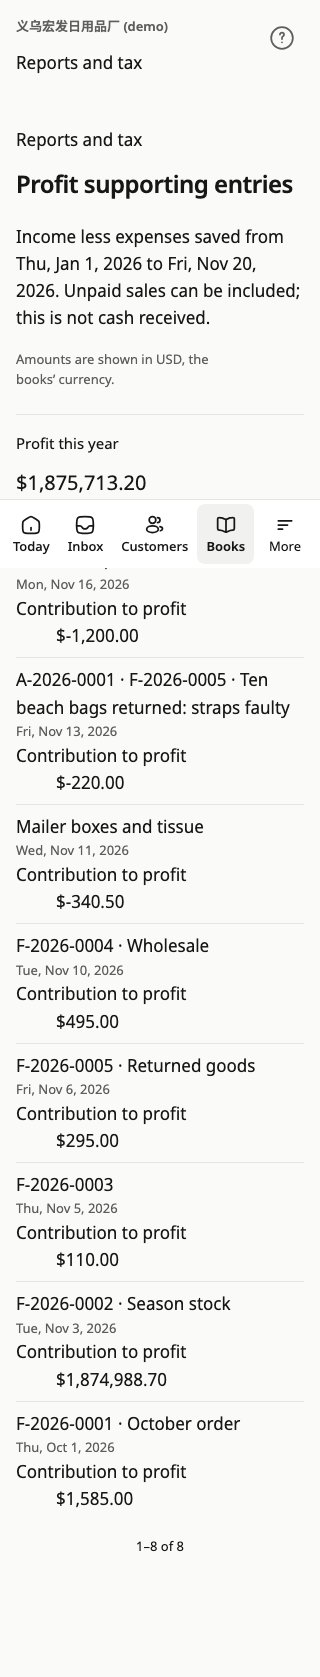 义乌宏发日用品厂 (demo)
Reports and tax
Reports and tax
Profit supporting entries
Income less expenses saved from
Thu, Jan 1, 2026 to Fri, Nov 20,
2026. Unpaid sales can be included;
this is not cash received.
Amounts are shown in USD, the
books’ currency.
Profit this year
$1,875,713.20
Today
Inbox
Customers
Books
More
Mon, Nov 16, 2026
Contribution to profit
$-1,200.00
A-2026-0001 · F-2026-0005 · Ten
beach bags returned: straps faulty
Fri, Nov 13, 2026
Contribution to profit
$-220.00
Mailer boxes and tissue
Wed, Nov 11, 2026
Contribution to profit
$-340.50
F-2026-0004 · Wholesale
Tue, Nov 10, 2026
Contribution to profit
$495.00
F-2026-0005 · Returned goods
Fri, Nov 6, 2026
Contribution to profit
$295.00
F-2026-0003
Thu, Nov 5, 2026
Contribution to profit
$110.00
F-2026-0002 · Season stock
Tue, Nov 3, 2026
Contribution to profit
$1,874,988.70
F-2026-0001 · October order
Thu, Oct 1, 2026
Contribution to profit
$1,585.00
1–8 of 8